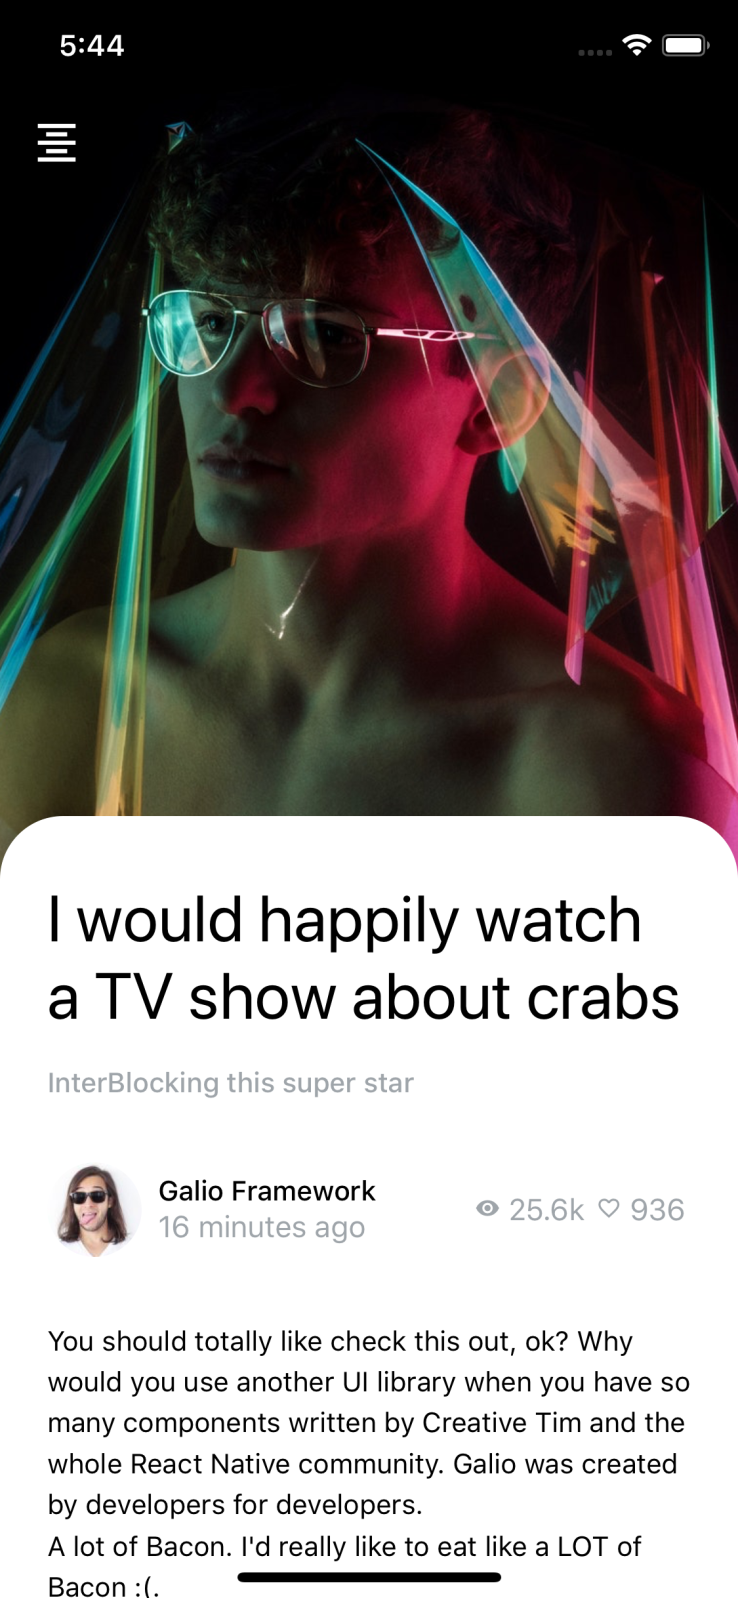 5:44
I would happily watch
a TV show about crabs
InterBlocking this super star
Galio Framework
16 minutes ago
25.6k 936
You should totally like check this out, ok? Why
would you use another UI library when you have so
many components written by Creative Tim and the
whole React Native community. Galio was created
by developers for developers.
A lot of Bacon. I'd really like to eat like a LOT of
Bacon :(.